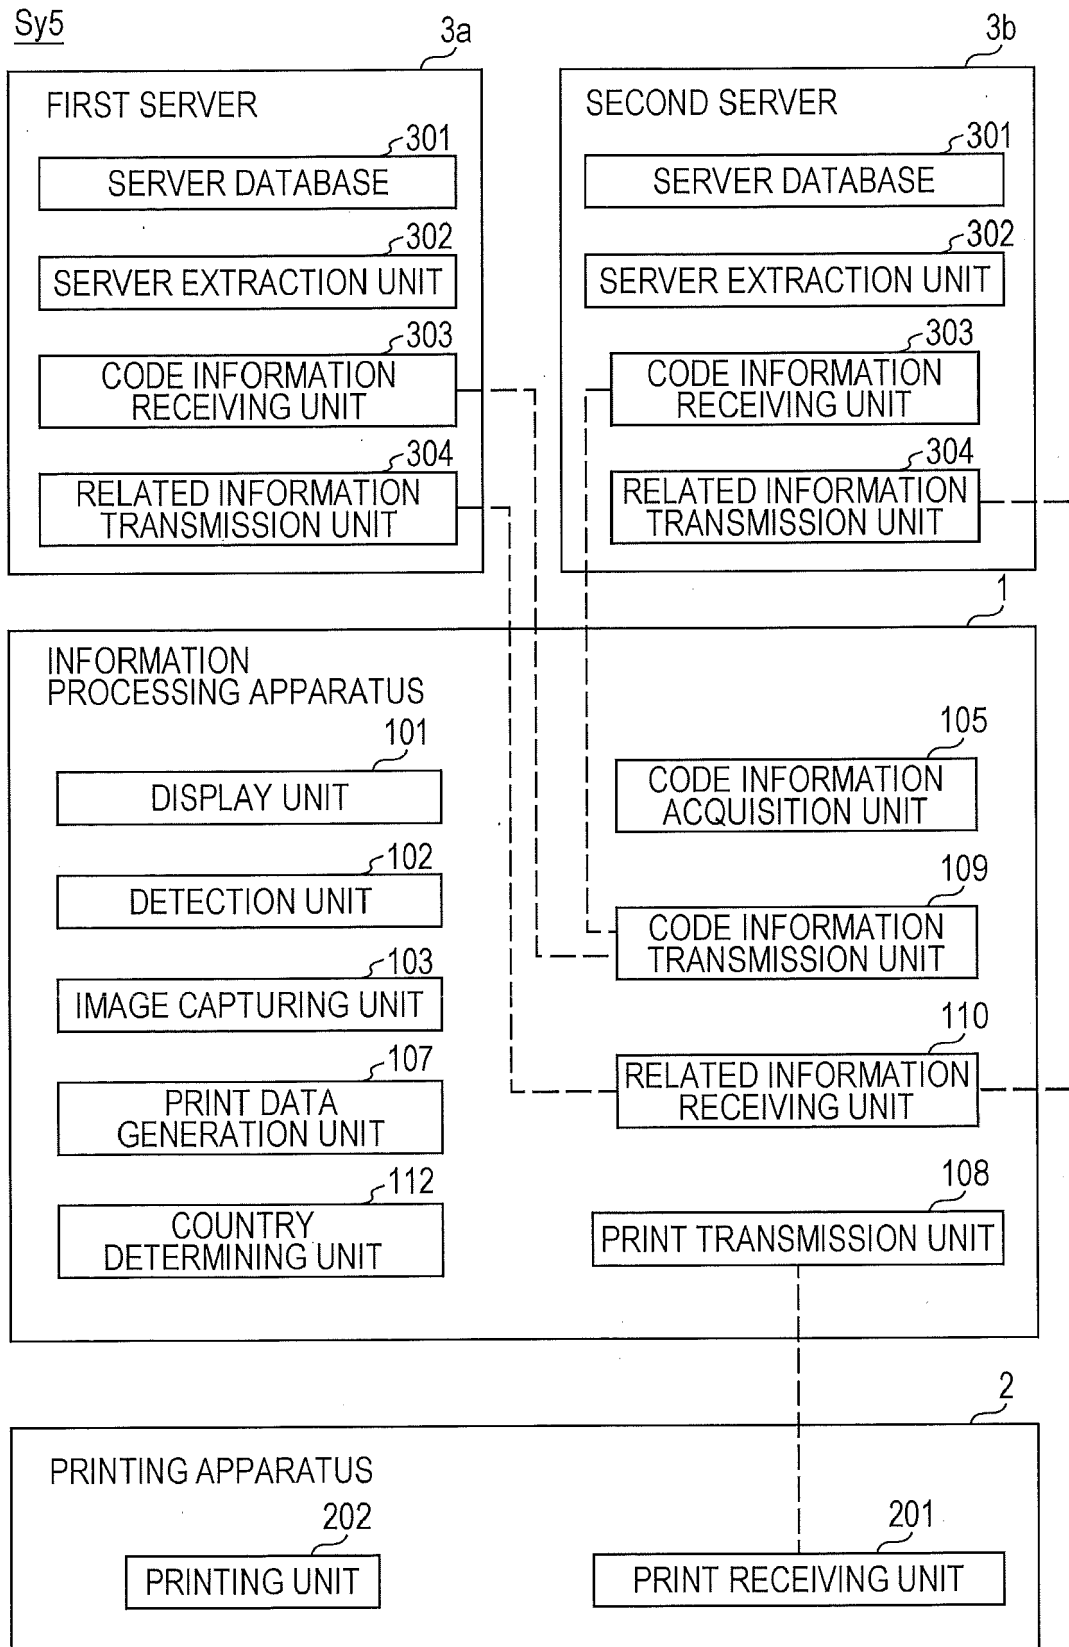 Sy5
3a
FIRST SERVER
301
SERVER DATABASE
302
SERVER EXTRACTION UNIT
303
CODE INFORMATION
RECEIVING UNIT
304
RELATED INFORMATION
TRANSMISSION UNIT
3b
SECOND SERVER
301
SERVER DATABASE
302
SERVER EXTRACTION UNIT
303
CODE INFORMATION
RECEIVING UNIT
304
RELATED INFORMATION
TRANSMISSION UNIT
1
INFORMATION
PROCESSING APPARATUS
101
DISPLAY UNIT
102
DETECTION UNIT
103
IMAGE CAPTURING UNIT
107
PRINT DATA
GENERATION UNIT
112
COUNTRY
DETERMINING UNIT
105
CODE INFORMATION
ACQUISITION UNIT
109
CODE INFORMATION
TRANSMISSION UNIT
110
RELATED INFORMATION
RECEIVING UNIT
108
PRINT TRANSMISSION UNIT
2
PRINTING APPARATUS
202
PRINTING UNIT
201
PRINT RECEIVING UNIT